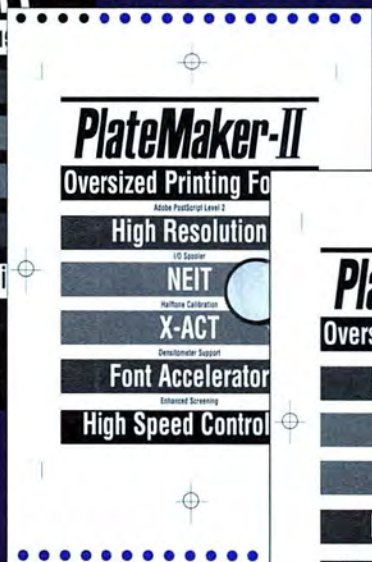 PlateMaker-II
Oversized Printing Fo
Adobe PostScript Level 2
High Resolution
I/O Spooler
NEIT
Halftone Calibration
X-ACT
Densitometer Support
Font Accelerator
Enhanced Screening
High Speed Control
Pla
Overs